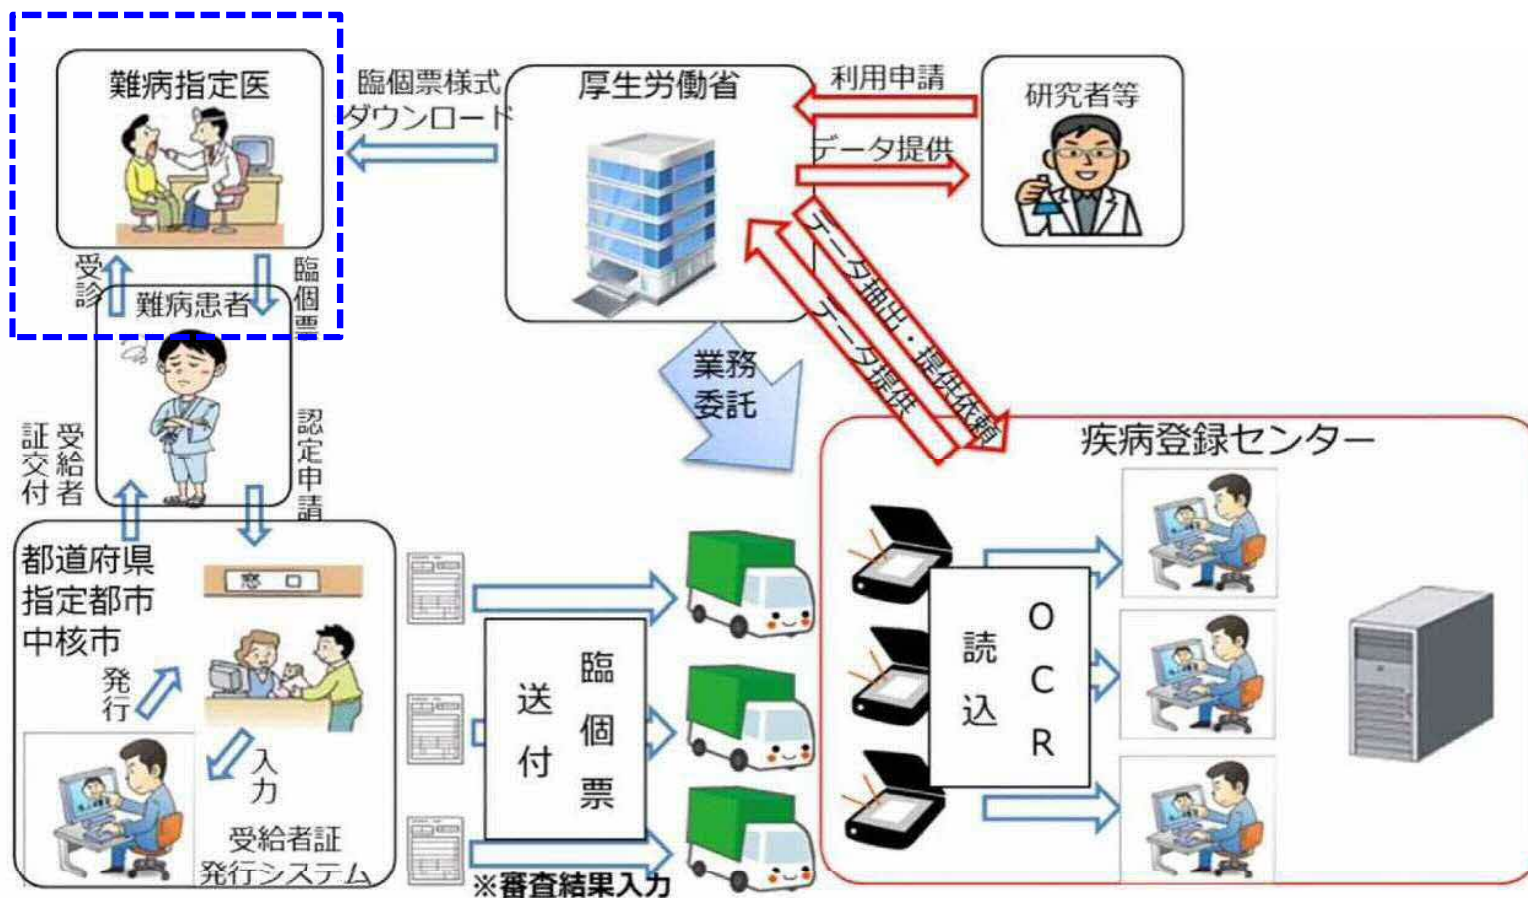 難病指定医
臨個票様式
ダウンロード
厚生労働省
利用申請
データ提供
研究者等
受診
臨個票
難病患者
データ抽出・提供依頼
データ提供
業務
委託
受給者
証交付
認定申請
疾病登録センター
都道府県
指定都市
中核市
窓口
発行
入力
受給者証
発行システム
臨個票
送付
※審査結果入力
OCR
読込